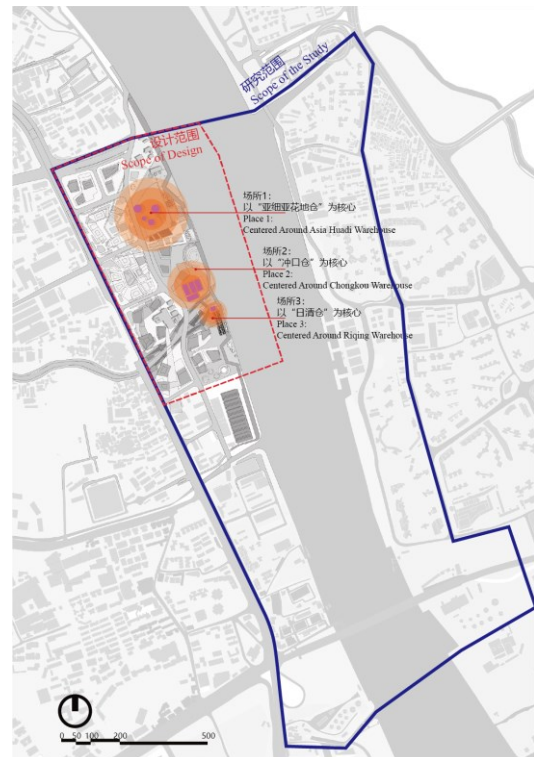 研究范围
Scope of the Study
设计范围
Scope of Design
场所1:
以“亚细亚花地仓”为核心
Place 1:
Centered Around Asia Huadi Warehouse
场所2:
以“冲口仓”为核心
Place 2:
Centered Around Chongkou Warehouse
场所3:
以“日清仓”为核心
Place 3:
Centered Around Riqing Warehouse
0 50 100 200 500